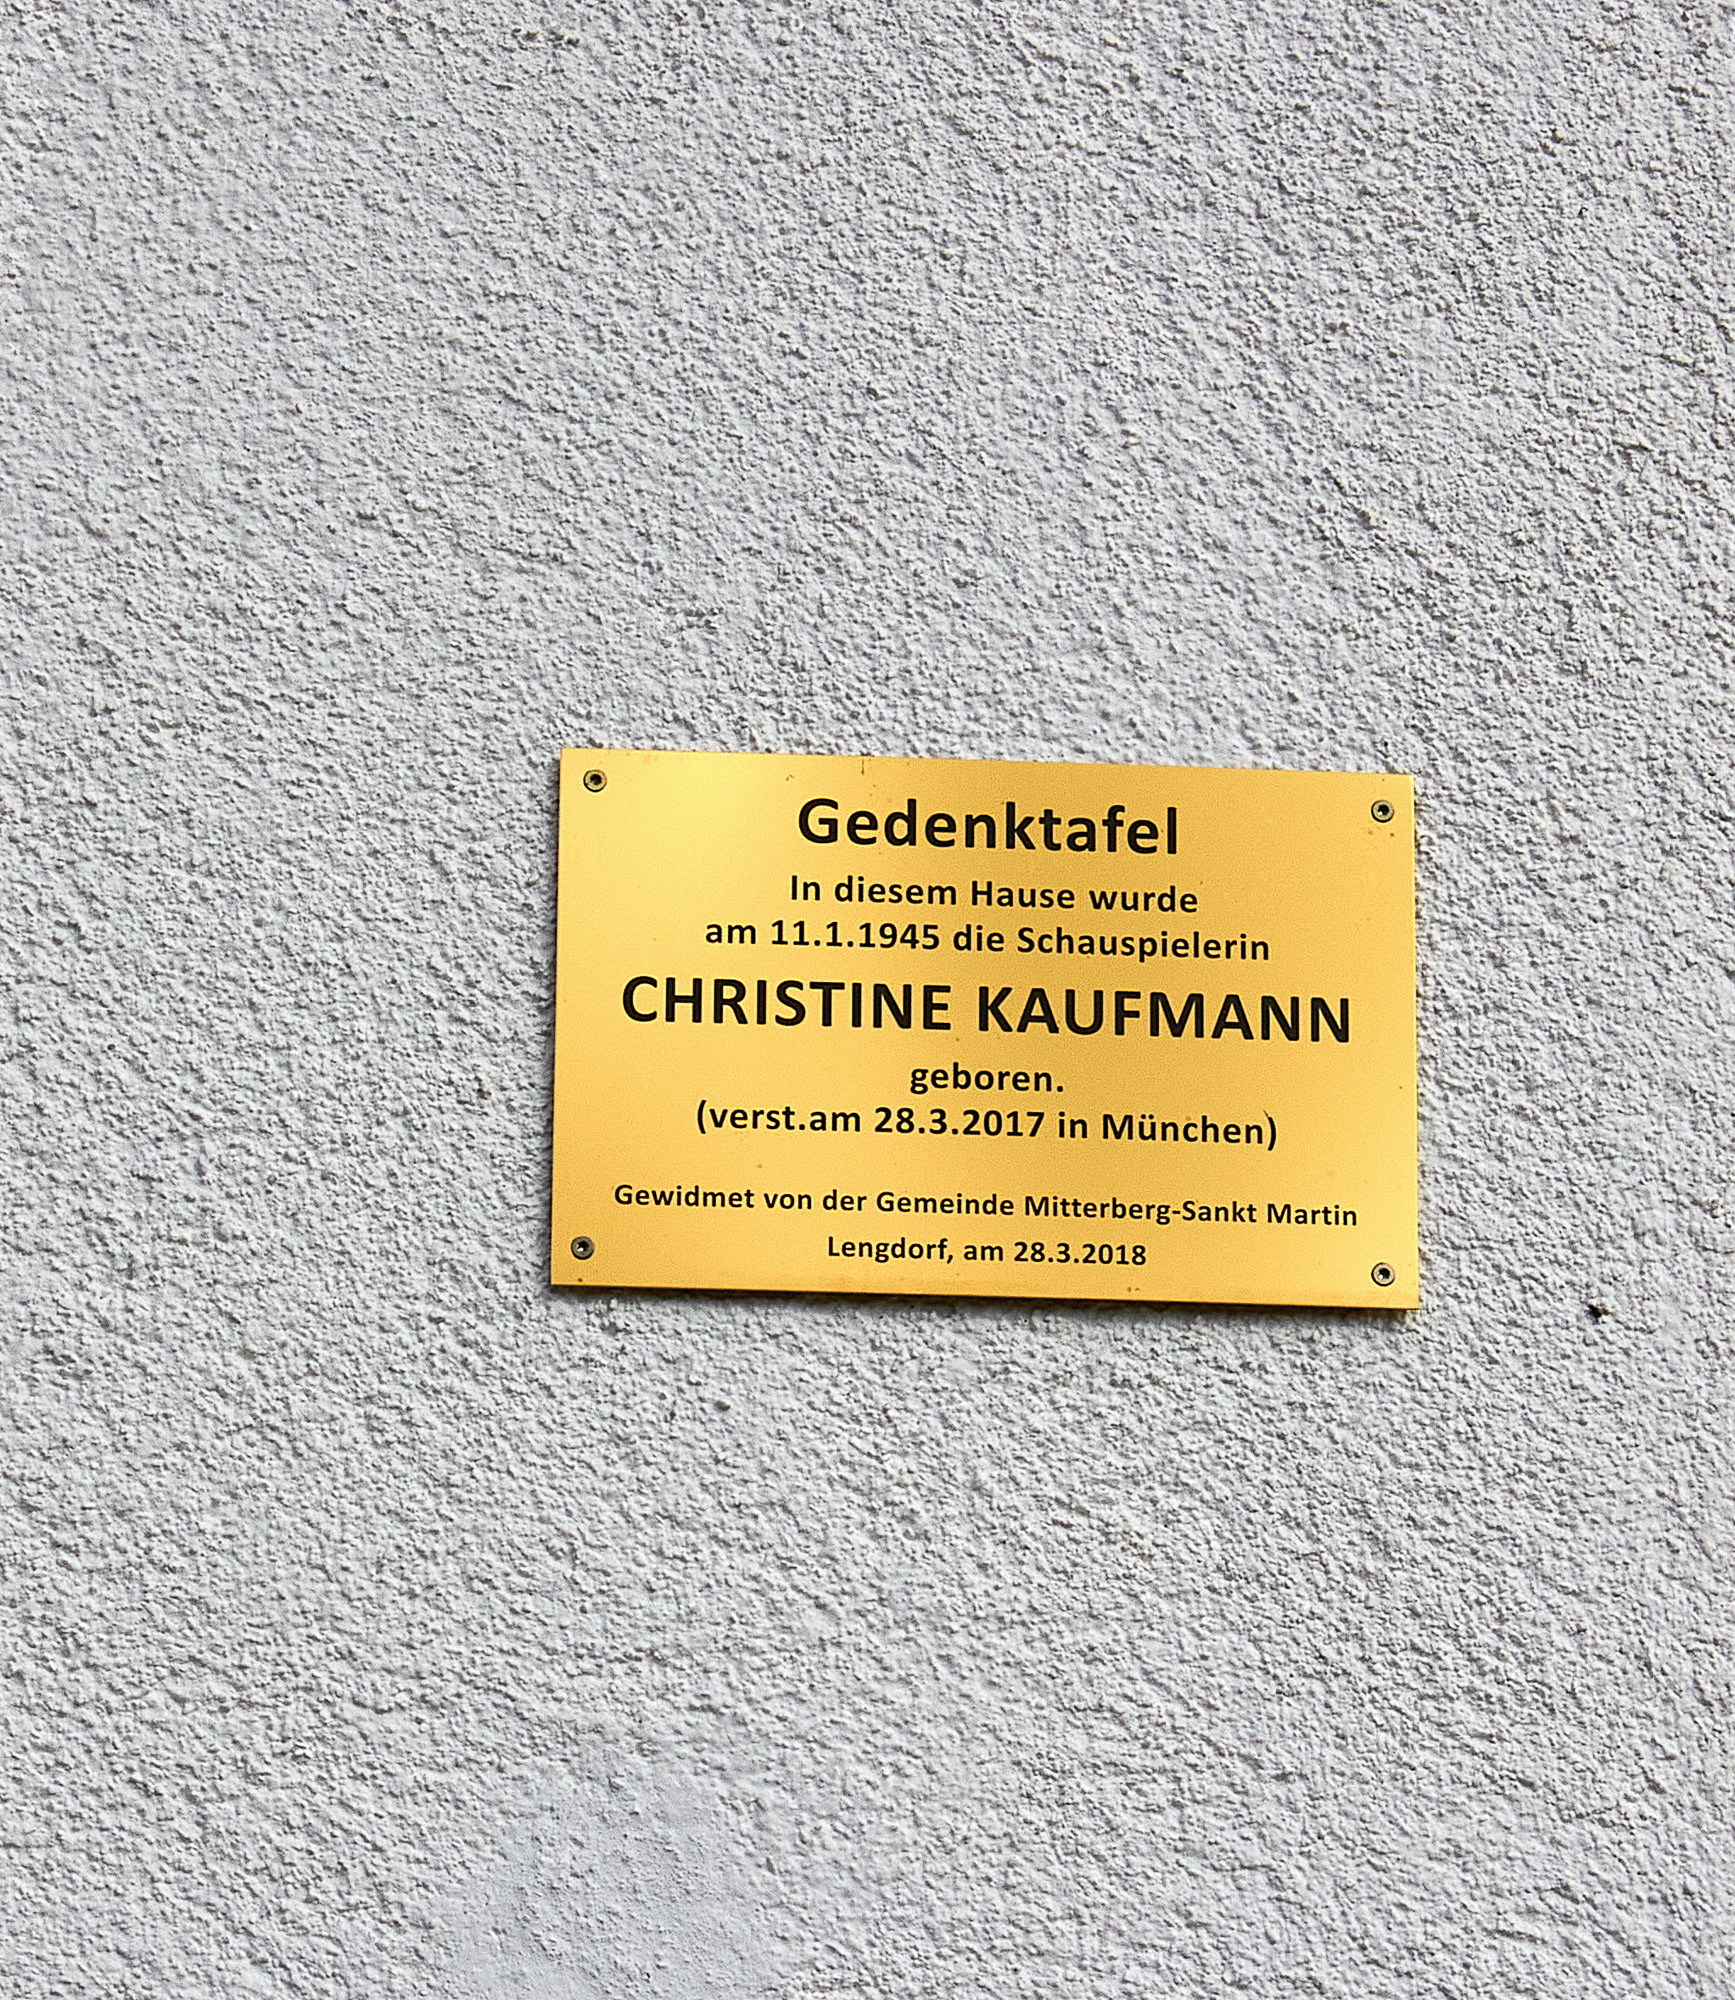 Gedenktafel
In diesem Hause wurde
am 11.1.1945 die Schauspielerin
CHRISTINE KAUFMANN
geboren.
(verst.am 28.3.2017 in München)
Gewidmet von der Gemeinde Mitterberg-Sankt Martin
Lengdorf, am 28.3.2018